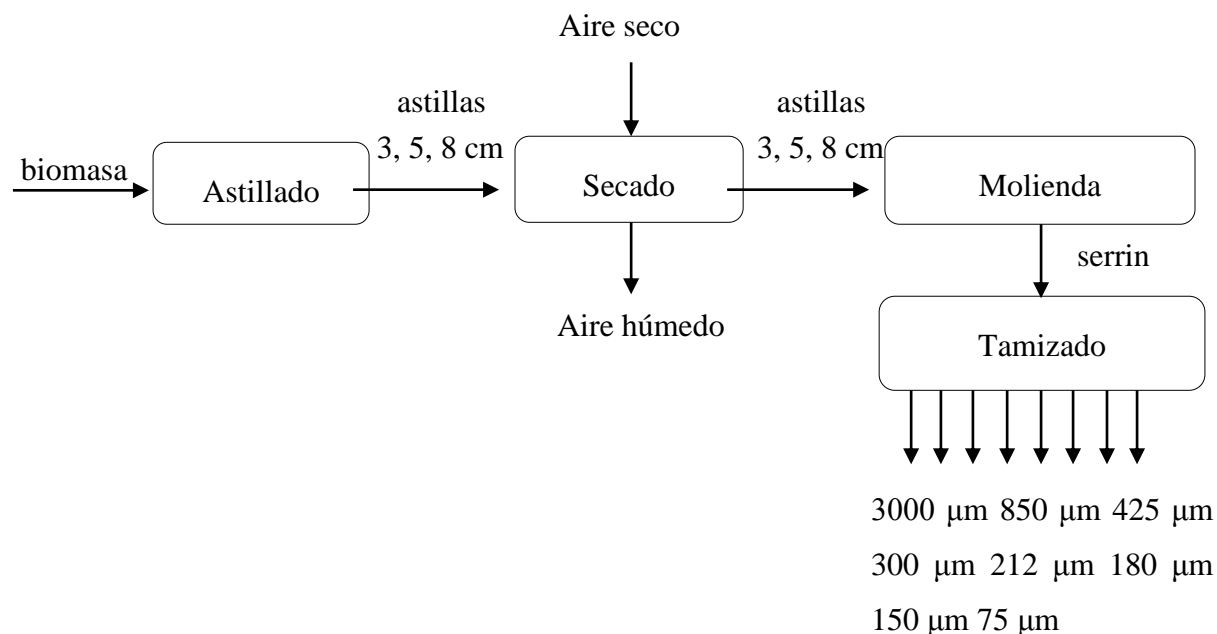 Aire seco
astillas
3, 5, 8 cm
astillas
3, 5, 8 cm
biomasa
Astillado
Secado
Molienda
serrin
Aire húmedo
Tamizado
3000 μm 850 μm 425 μm
300 μm 212 μm 180 μm
150 μm 75 μm